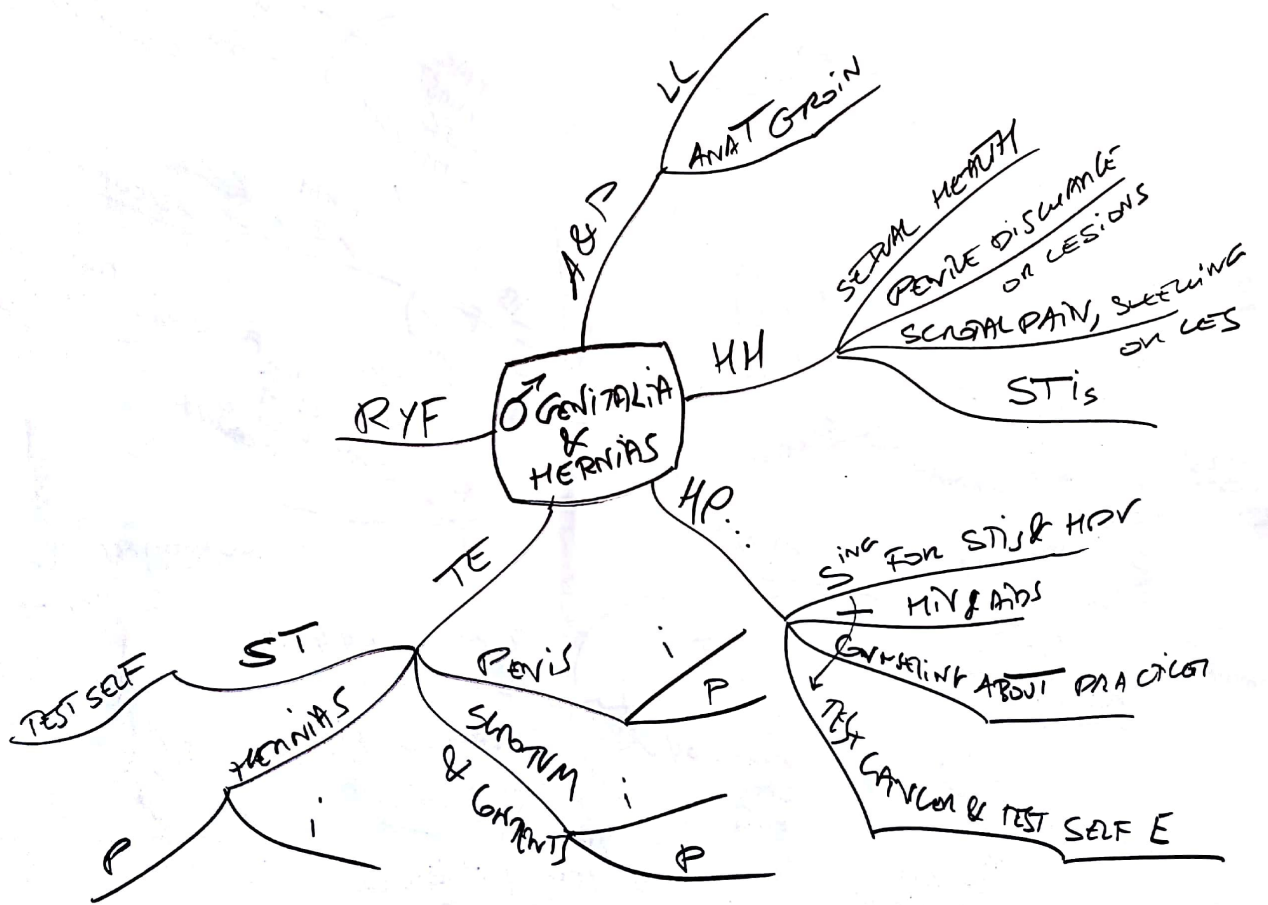 LL
ANAT GROIN
A & P
SEXUAL HEALTH
PENILE DISCHARGE
OR LESIONS
SCROTAL PAIN, SWELLING
OR LES
HH
STIs
RYF
♂ GENITALIA
&
HERNIAS
HP...
TE
S ING FOR STIs & HPV
+ HIV & AIDS
COUNSELING ABOUT PRACTICES
TEST CANCER & TEST SELF E
ST
TEST SELF
HERNIAS
P
i
PENIS
i
P
SCROTUM
& CONTENTS
i
P